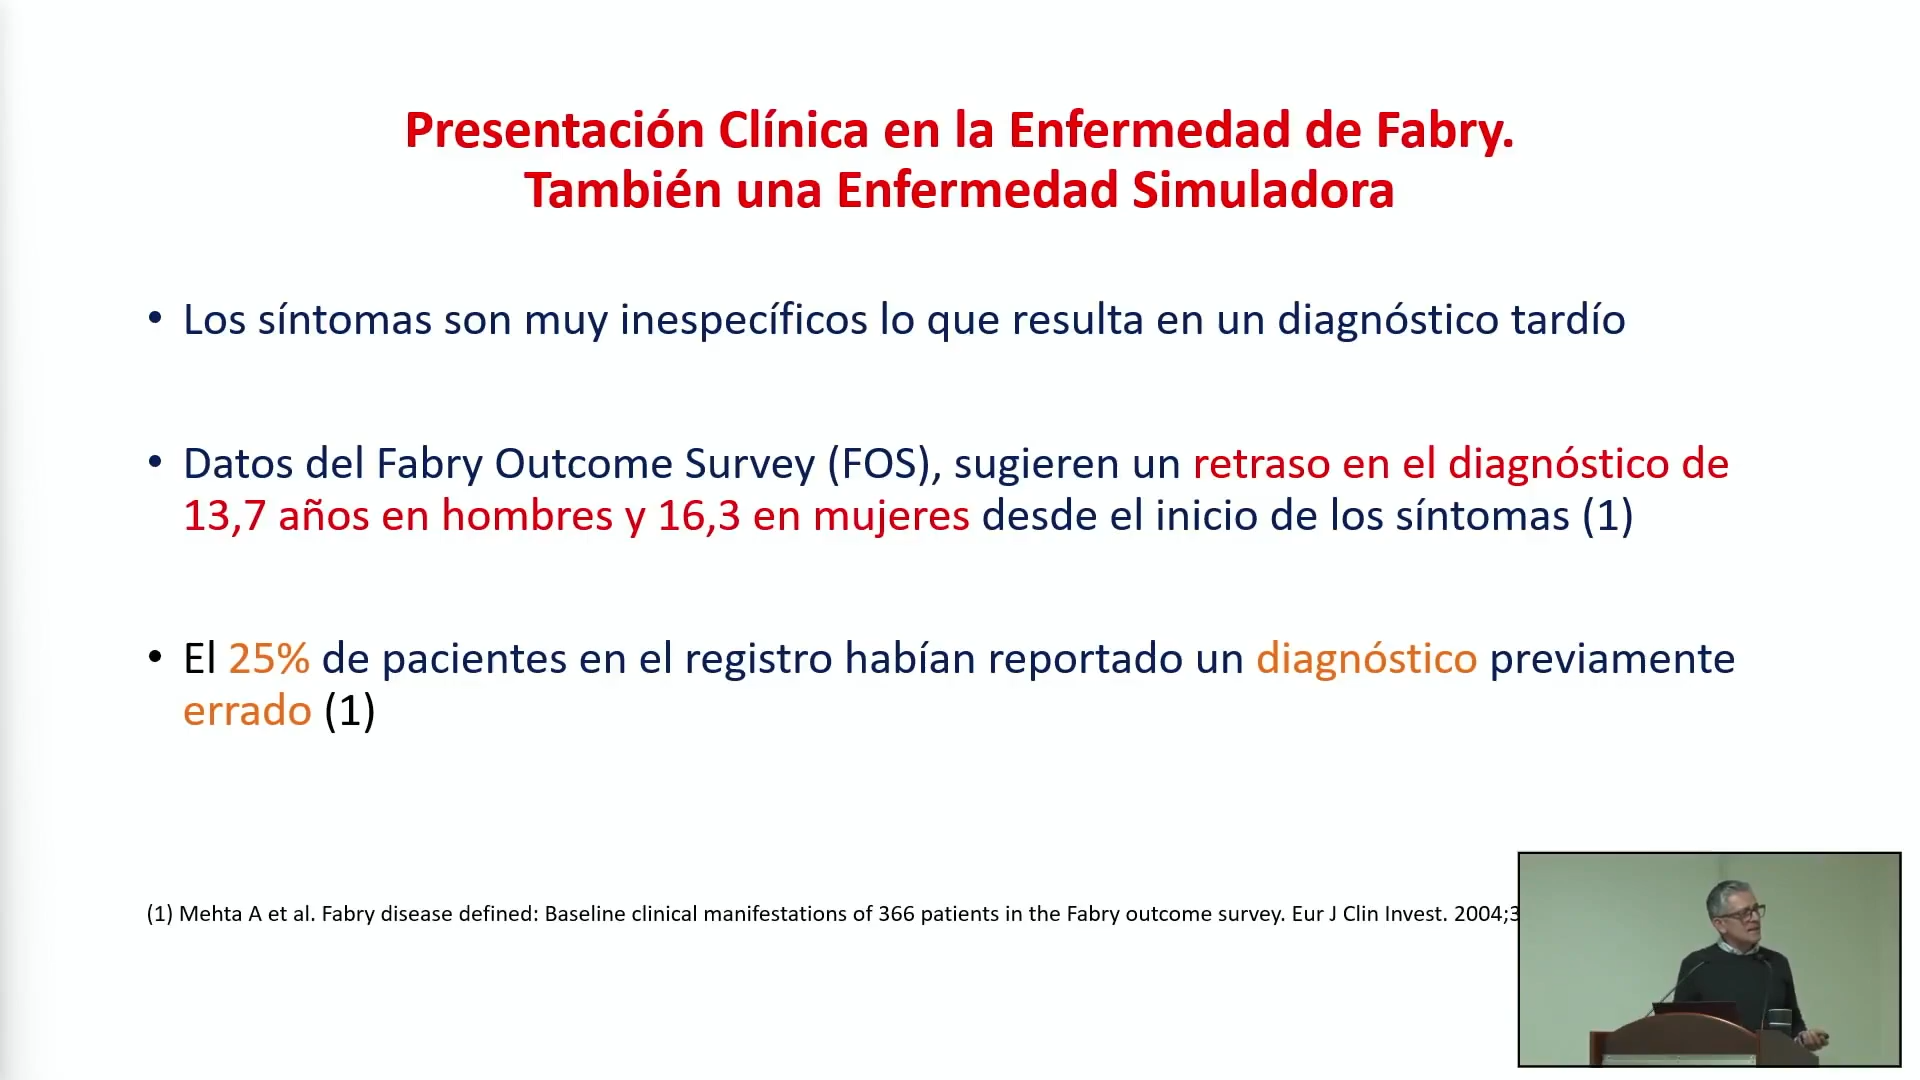 Presentación Clínica en la Enfermedad de Fabry.
También una Enfermedad Simuladora
• Los síntomas son muy inespecíficos lo que resulta en un diagnóstico tardío
• Datos del Fabry Outcome Survey (FOS), sugieren un retraso en el diagnóstico de
13,7 años en hombres y 16,3 en mujeres desde el inicio de los síntomas (1)
• El 25% de pacientes en el registro habían reportado un diagnóstico previamente
errado (1)
(1) Mehta A et al. Fabry disease defined: Baseline clinical manifestations of 366 patients in the Fabry outcome survey. Eur J Clin Invest. 2004;3